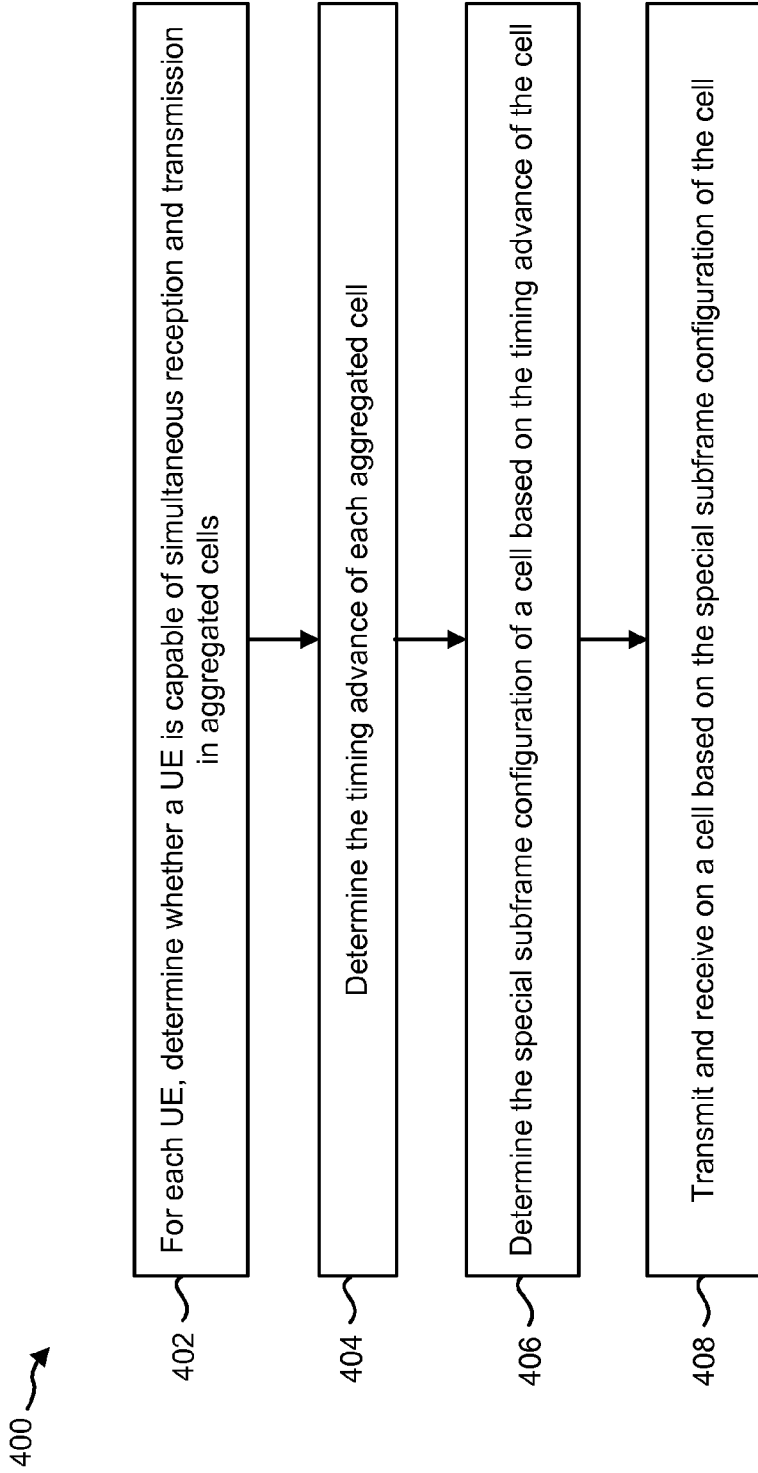 400
402
For each UE, determine whether a UE is capable of simultaneous reception and transmission
in aggregated cells
404
Determine the timing advance of each aggregated cell
406
Determine the special subframe configuration of a cell based on the timing advance of the cell
408
Transmit and receive on a cell based on the special subframe configuration of the cell